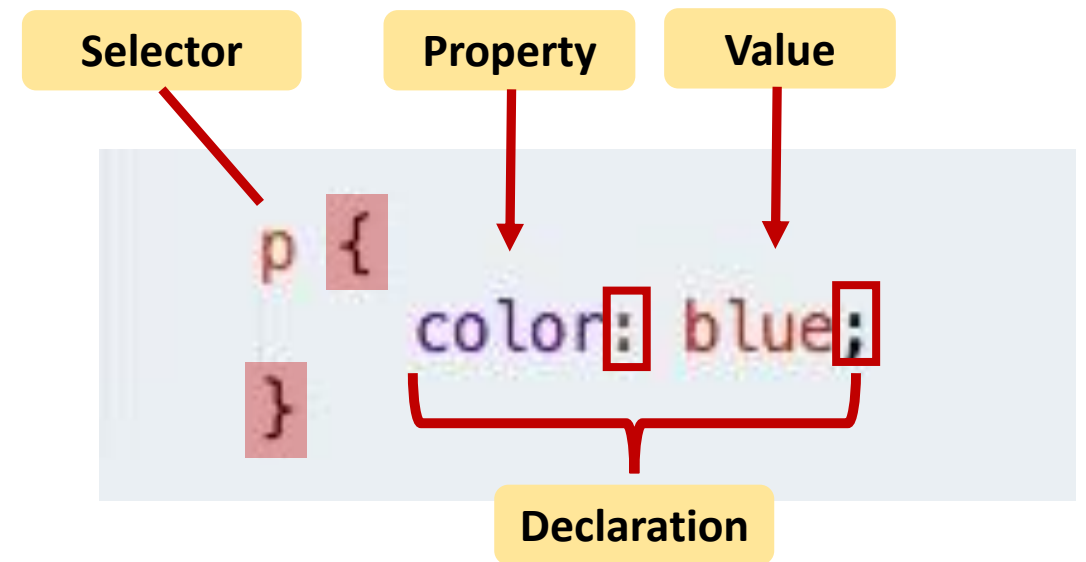 Selector Property Value
p {
color: blue;
}
Declaration